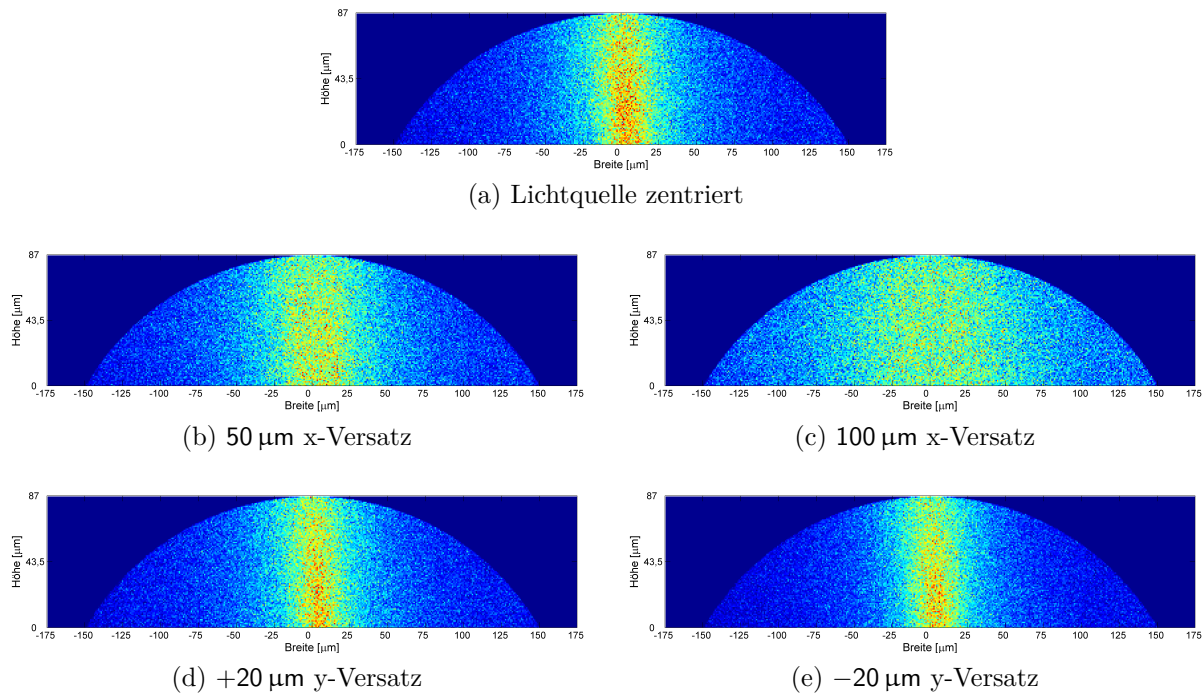 87
43,5
0
Höhe [μm]
-175 -150 -125 -100 -75 -50 -25 0 25 50 75 100 125 150 175
Breite [μm]
(a) Lichtquelle zentriert
87
43,5
0
Höhe [μm]
-175 -150 -125 -100 -75 -50 -25 0 25 50 75 100 125 150 175
Breite [μm]
(b) 50 μm x-Versatz
87
43,5
0
Höhe [μm]
-175 -150 -125 -100 -75 -50 -25 0 25 50 75 100 125 150 175
Breite [μm]
(c) 100 μm x-Versatz
87
43,5
0
Höhe [μm]
-175 -150 -125 -100 -75 -50 -25 0 25 50 75 100 125 150 175
Breite [μm]
(d) +20 μm y-Versatz
87
43,5
0
Höhe [μm]
-175 -150 -125 -100 -75 -50 -25 0 25 50 75 100 125 150 175
Breite [μm]
(e) −20 μm y-Versatz